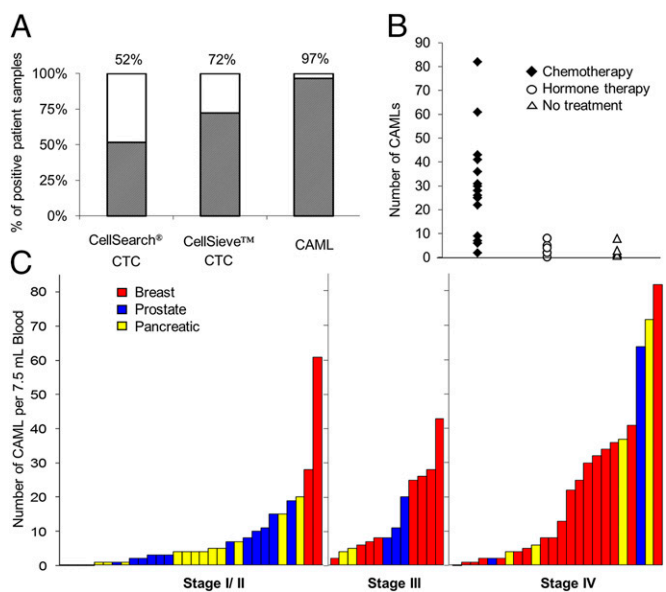 A
52% 72% 97%
100%
75%
50%
25%
0%
% of positive patient samples
CellSearch® CTC
CellSieve™ CTC
CAML
B
90
80
70
60
50
40
30
20
10
0
Number of CAMLs
Chemotherapy
Hormone therapy
No treatment
C
80
70
60
50
40
30
20
10
0
Number of CAML per 7.5 mL Blood
Breast
Prostate
Pancreatic
Stage I/ II
Stage III
Stage IV